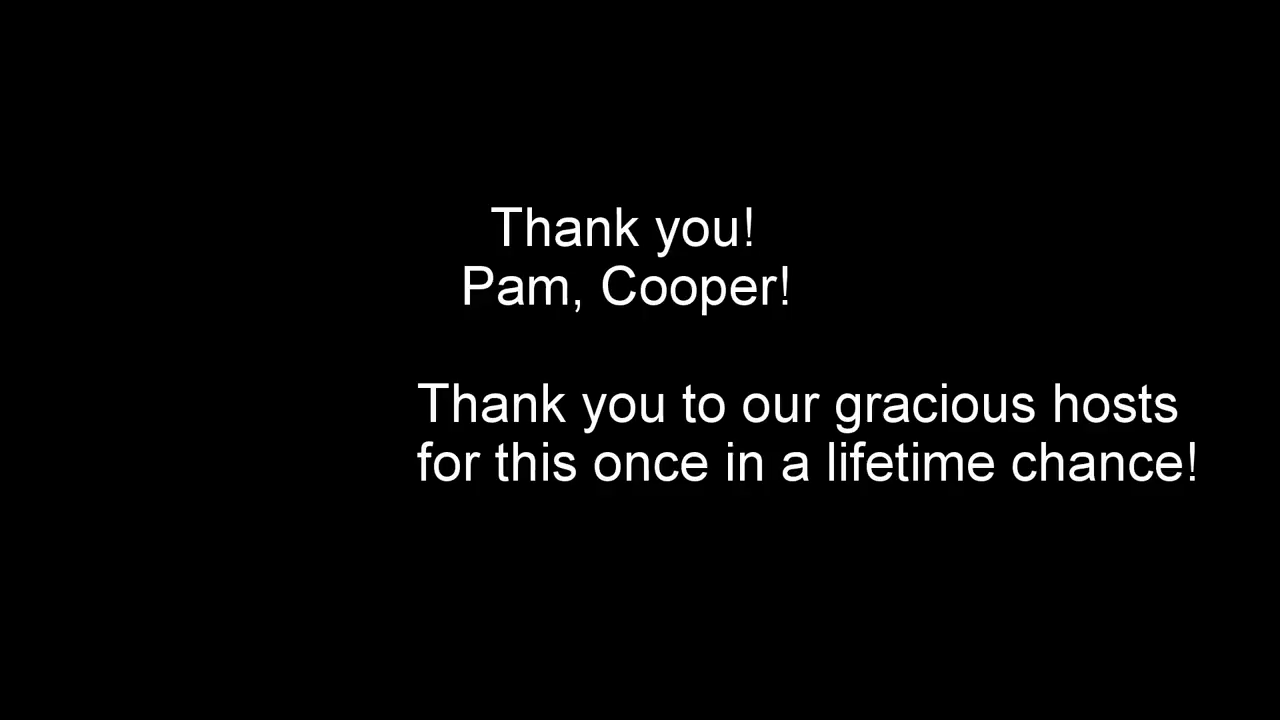 Thank you!
Pam, Cooper!
Thank you to our gracious hosts
for this once in a lifetime chance!